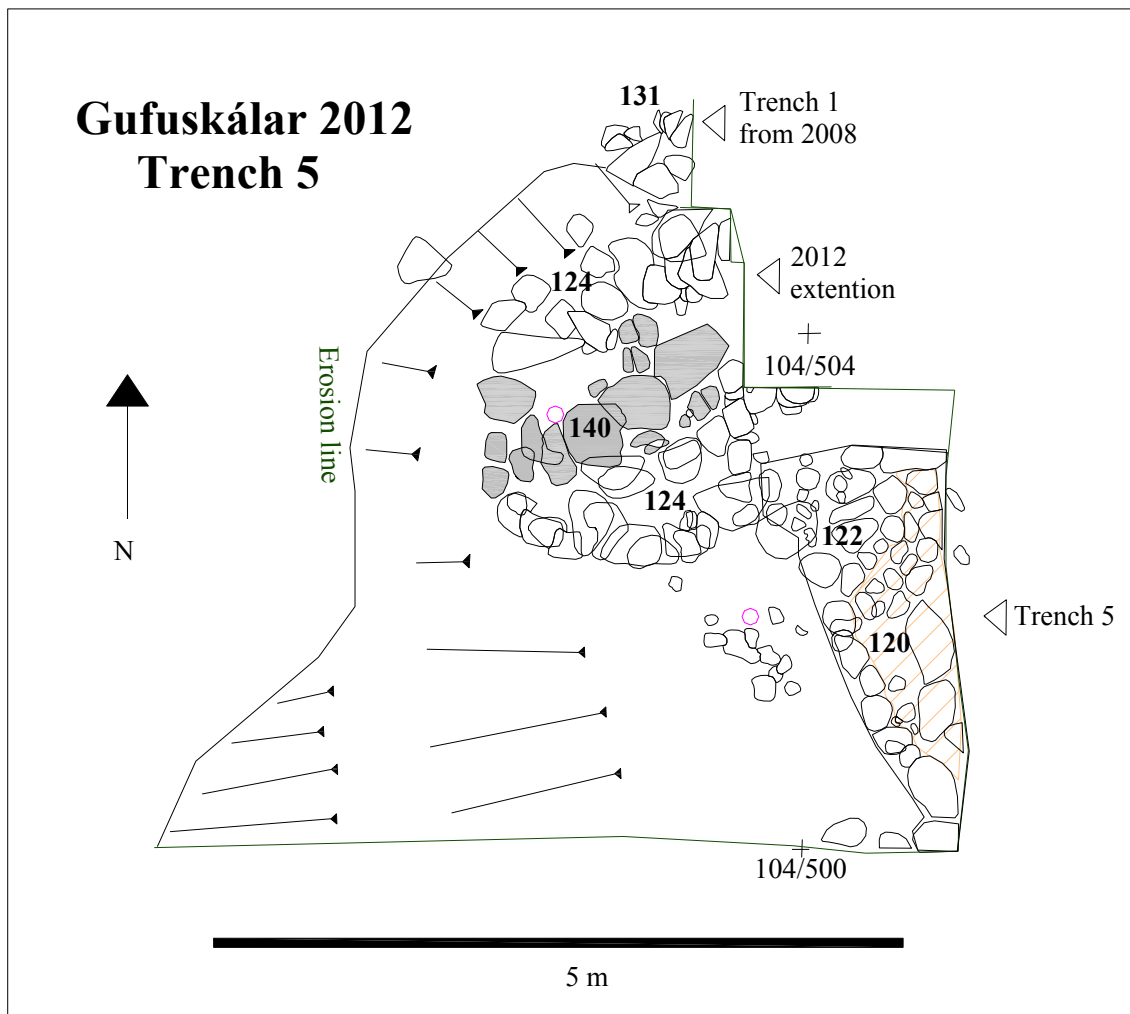 Gufuskálar 2012
Trench 5
131
Trench 1
from 2008
2012
extention
124
104/504
Erosion line
140
124
122
N
Trench 5
120
104/500
5 m